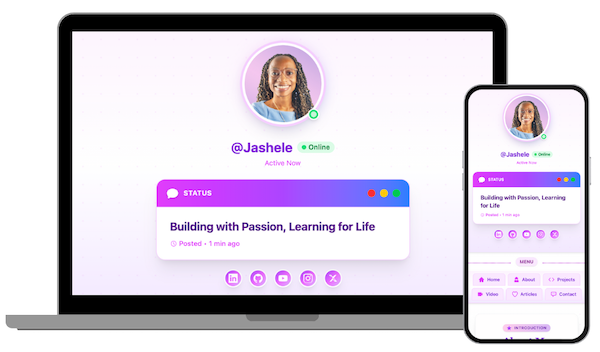 @Jashele
Online
Active Now
STATUS
Building with Passion, Learning for Life
Posted • 1 min ago
@Jashele
Online
Active Now
STATUS
Building with Passion, Learning
for Life
Posted • 1 min ago
MENU
Home
About
Projects
Video
Articles
Contact
INTRODUCTION